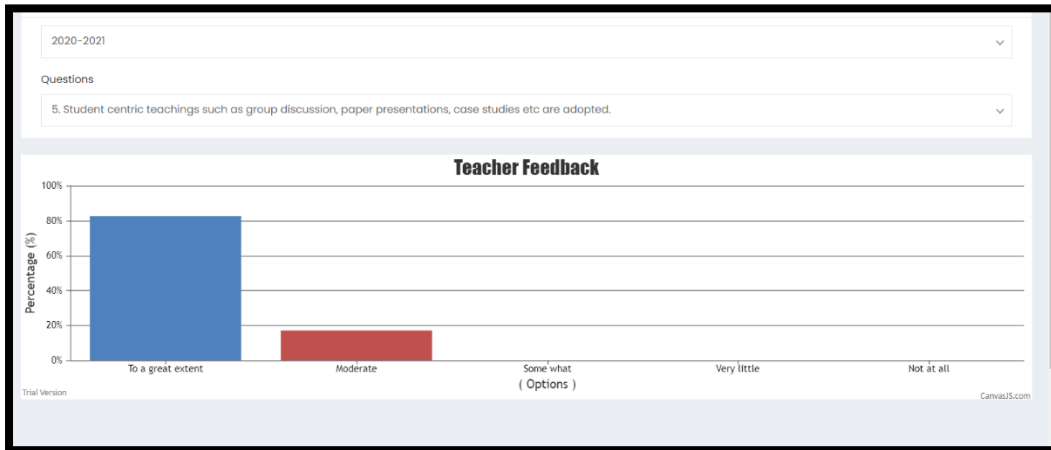 2020-2021
Questions
5. Student centric teachings such as group discussion, paper presentations, case studies etc are adopted.
Teacher Feedback
100%
80%
60%
40%
20%
0%
Percentage (%)
To a great extent
Moderate
Some what
Very little
Not at all
( Options )
Trial Version
CanvasJS.com